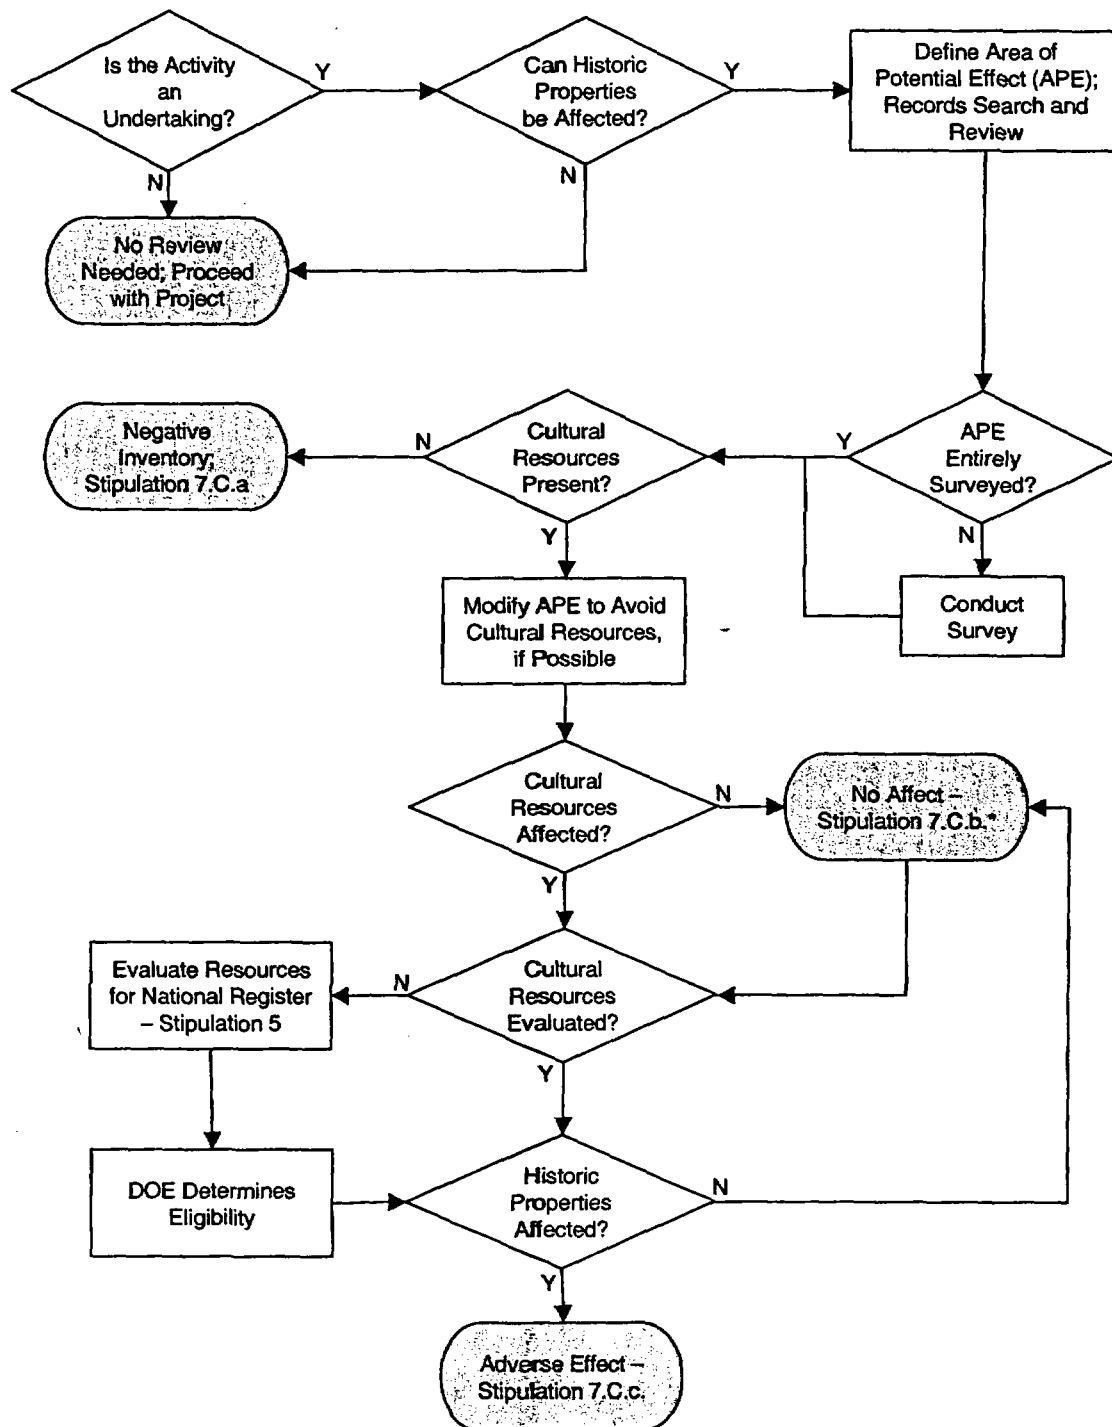 Is the Activity
an
Undertaking?
Y
N
Can Historic
Properties
be Affected?
Y
N
Define Area of
Potential Effect (APE);
Records Search and
Review
No Review
Needed; Proceed
with Project
APE
Entirely
Surveyed?
Y
N
Conduct
Survey
Cultural
Resources
Present?
N
Y
Negative
Inventory;
Stipulation 7.C.a
Modify APE to Avoid
Cultural Resources,
if Possible
Cultural
Resources
Affected?
N
Y
No Affect –
Stipulation 7.C.b.*
Cultural
Resources
Evaluated?
N
Y
Evaluate Resources
for National Register
– Stipulation 5
DOE Determines
Eligibility
Historic
Properties
Affected?
N
Y
Adverse Effect –
Stipulation 7.C.c.